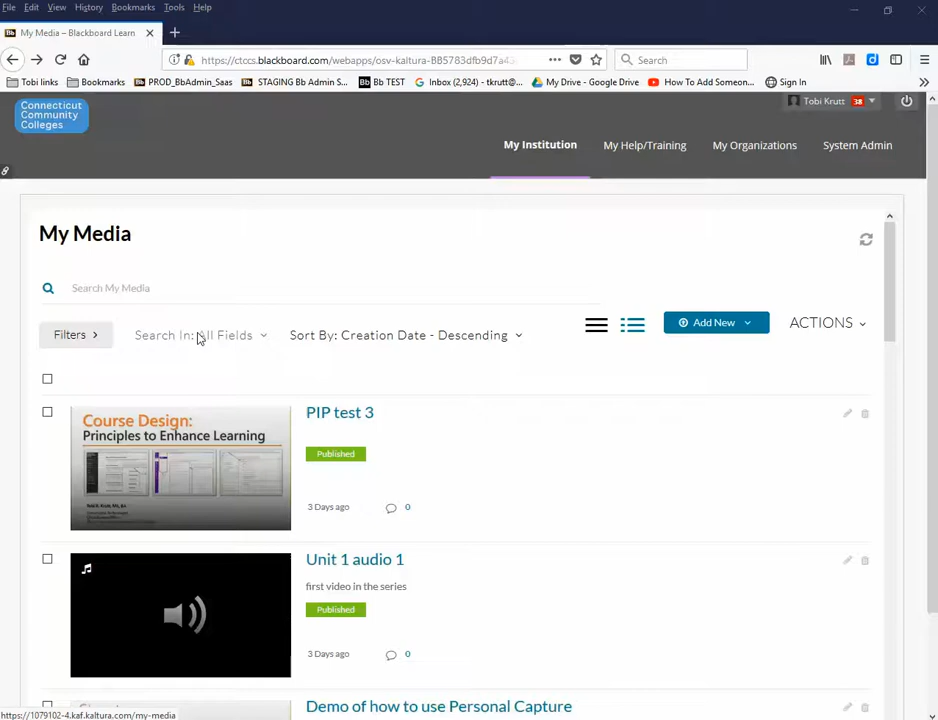 File Edit View History Bookmarks Tools Help
Bb My Media – Blackboard Learn
https://ctccs.blackboard.com/webapps/osv-kaltura-BB5783dfb9d7a43
Search
Tobi links Bookmarks PROD_BbAdmin_Saas STAGING Bb Admin S... Bb Bb TEST Inbox (2,924) - tkrutt@... My Drive - Google Drive How To Add Someon... Sign In
Connecticut
Community
Colleges
Tobi Krutt 38
My Institution My Help/Training My Organizations System Admin
My Media
Search My Media
Filters Search In: All Fields Sort By: Creation Date - Descending Add New ACTIONS
Course Design:
Principles to Enhance Learning
PIP test 3
Published
3 Days ago 0
Unit 1 audio 1
first video in the series
Published
3 Days ago 0
Demo of how to use Personal Capture
https://1079102-4.kaf.kaltura.com/my-media